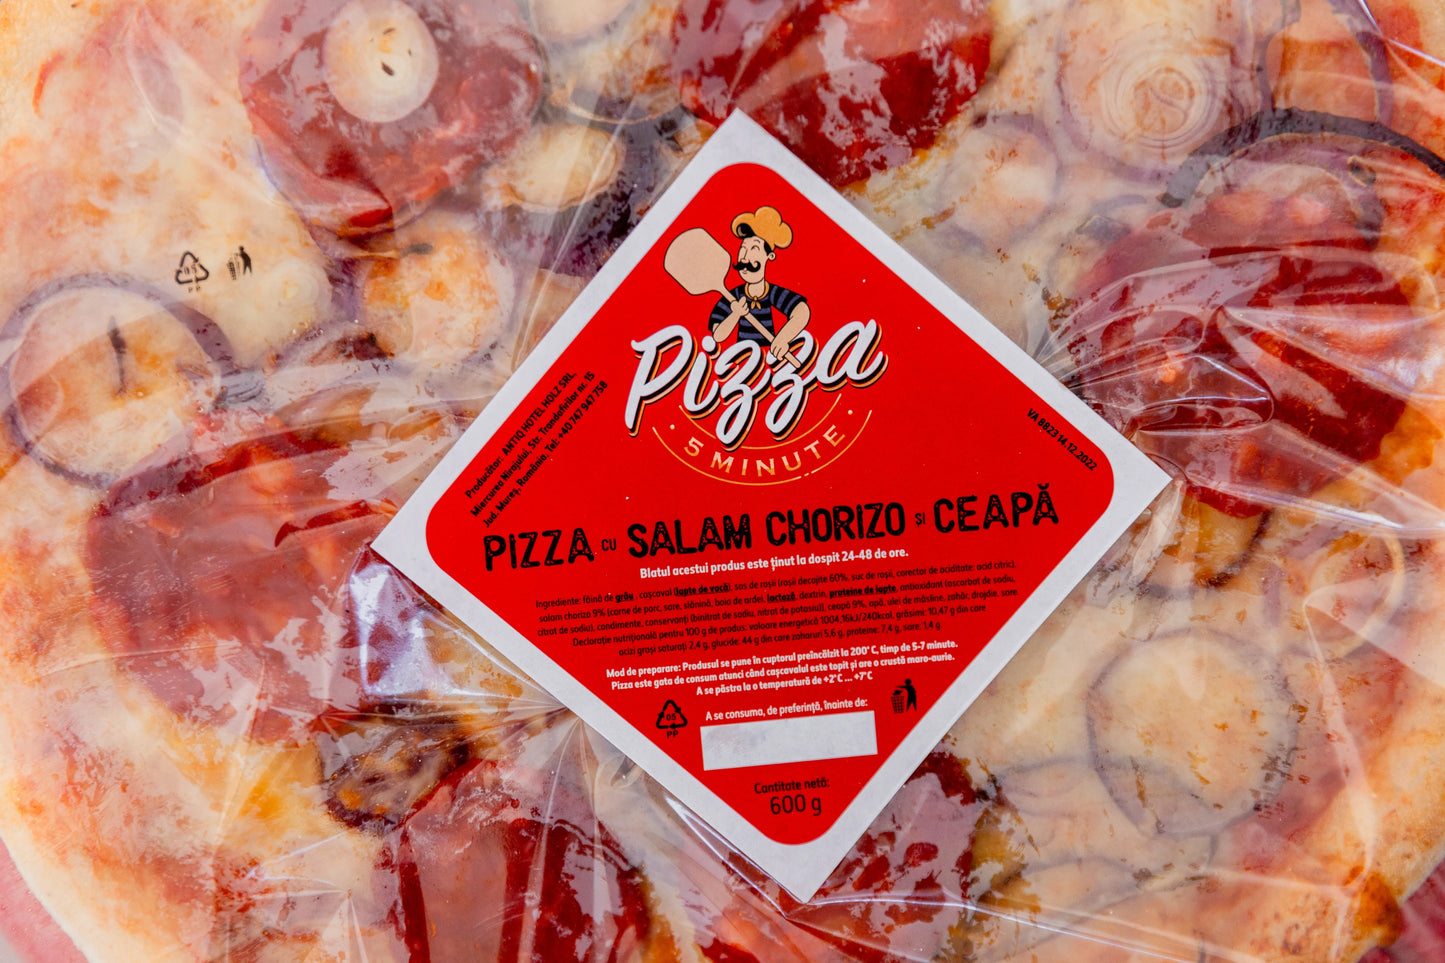 PP
Pizza
5 MINUTE
Producător: ANTIQ HOTEL HOLZ SRL,
Miercurea Nirajului, Str. Trandafirilor nr. 15
Jud. Mureș, România, Tel: +40 747 947 758
VA 8823 14.12.2022
PIZZA CU SALAM CHORIZO ȘI CEAPĂ
Blatul acestui produs este ținut la dospit 24-48 de ore.
Ingrediente: făină de grâu, cașcaval (lapte de vacă), sos de roșii (roșii decojite 60%, suc de roșii, corector de aciditate: acid citric),
salam chorizo 9% [carne de porc, sare, slănină, boia de ardei, lactoză, dextrin, proteine de lapte, antioxidant (ascorbat de sodiu,
citrat de sodiu), condimente, conservanți (binitrat de sodiu, nitrat de potasiu)], ceapă 9%, apă, ulei de măsline, zahăr, drojdie, sare.
Declarație nutrițională pentru 100 g de produs: valoare energetică 1004,16kJ/240kcal, grăsimi: 10,47 g din care
acizi grași saturați 2,4 g, glucide: 44 g din care zaharuri 5,6 g, proteine: 7,4 g, sare: 1,4 g.
Mod de preparare: Produsul se pune în cuptorul preîncălzit la 200° C, timp de 5-7 minute.
Pizza este gata de consum atunci când cașcavalul este topit și are o crustă maro-aurie.
A se păstra la o temperatură de +2°C ... +7°C
A se consuma, de preferință, înainte de:
05
PP
Cantitate netă:
600 g